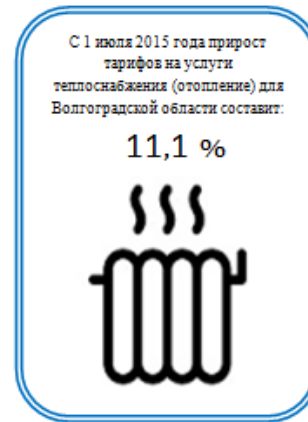 С 1 июля 2015 года прирост
тарифов на услуги
теплоснабжения (отопление) для
Волгоградской области составит:
11,1 %